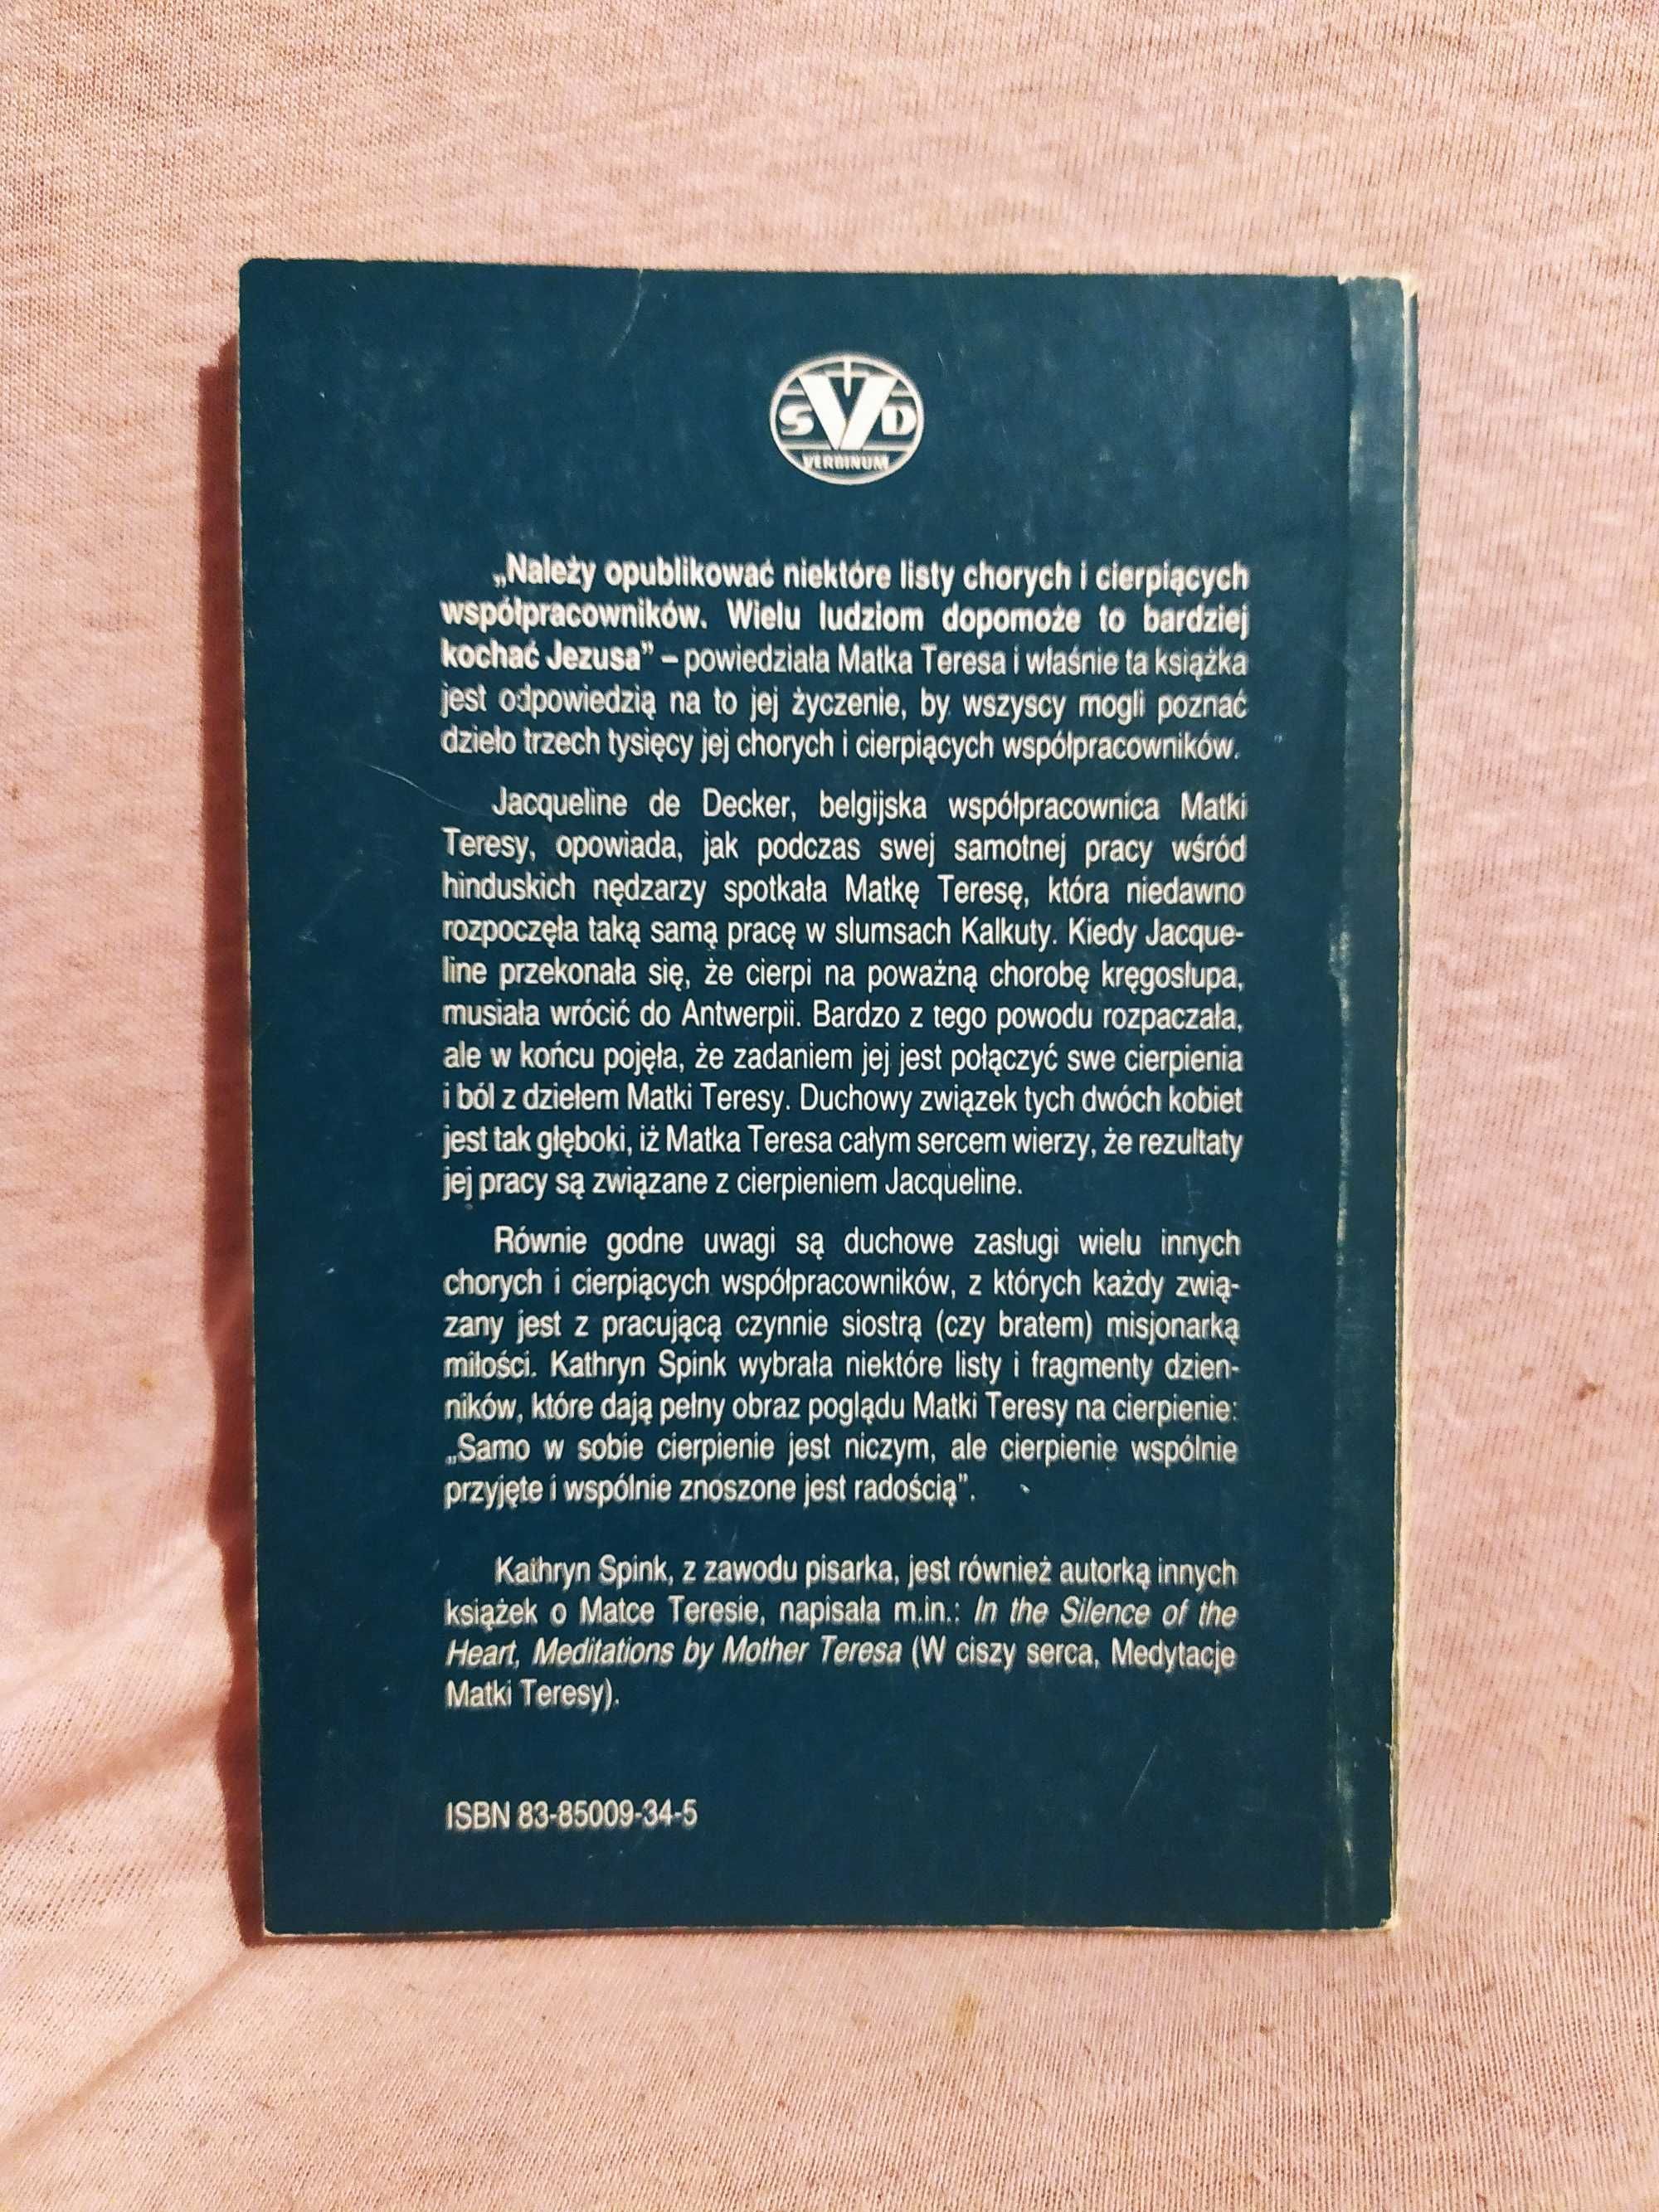 S V D
VERBINUM
„Należy opublikować niektóre listy chorych i cierpiących
współpracowników. Wielu ludziom dopomoże to bardziej
kochać Jezusa” – powiedziała Matka Teresa i właśnie ta książka
jest odpowiedzią na to jej życzenie, by wszyscy mogli poznać
dzieło trzech tysięcy jej chorych i cierpiących współpracowników.
Jacqueline de Decker, belgijska współpracownica Matki
Teresy, opowiada, jak podczas swej samotnej pracy wśród
hinduskich nędzarzy spotkała Matkę Teresę, która niedawno
rozpoczęła taką samą pracę w slumsach Kalkuty. Kiedy Jacque-
line przekonała się, że cierpi na poważną chorobę kręgosłupa,
musiała wrócić do Antwerpii. Bardzo z tego powodu rozpaczała,
ale w końcu pojęła, że zadaniem jej jest połączyć swe cierpienia
i ból z dziełem Matki Teresy. Duchowy związek tych dwóch kobiet
jest tak głęboki, iż Matka Teresa całym sercem wierzy, że rezultaty
jej pracy są związane z cierpieniem Jacqueline.
Równie godne uwagi są duchowe zasługi wielu innych
chorych i cierpiących współpracowników, z których każdy zwią-
zany jest z pracującą czynnie siostrą (czy bratem) misjonarką
miłości. Kathryn Spink wybrała niektóre listy i fragmenty dzien-
ników, które dają pełny obraz poglądu Matki Teresy na cierpienie:
„Samo w sobie cierpienie jest niczym, ale cierpienie wspólnie
przyjęte i wspólnie znoszone jest radością”.
Kathryn Spink, z zawodu pisarka, jest również autorką innych
książek o Matce Teresie, napisała m.in.: In the Silence of the
Heart, Meditations by Mother Teresa (W ciszy serca, Medytacje
Matki Teresy).
ISBN 83-85009-34-5